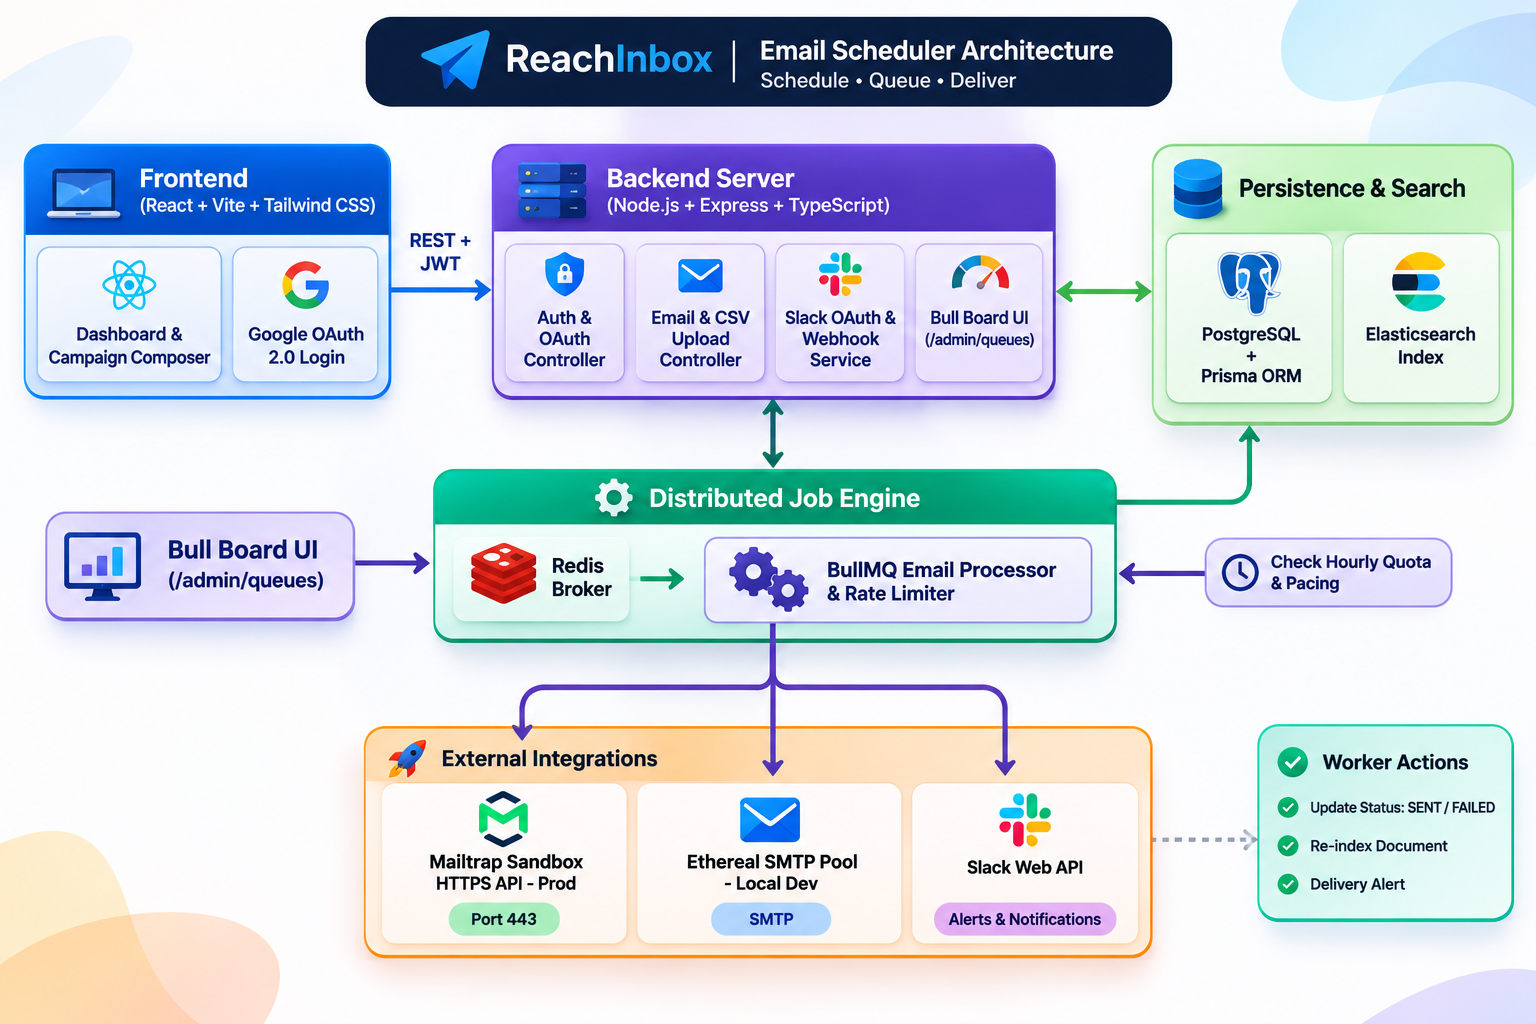 ReachInbox
Email Scheduler Architecture
Schedule • Queue • Deliver
Frontend
(React + Vite + Tailwind CSS)
Dashboard &
Campaign Composer
Google OAuth
2.0 Login
REST +
JWT
Backend Server
(Node.js + Express + TypeScript)
Auth &
OAuth
Controller
Email & CSV
Upload
Controller
Slack OAuth &
Webhook
Service
Bull Board UI
(/admin/queues)
Persistence & Search
PostgreSQL
+
Prisma ORM
Elasticsearch
Index
Bull Board UI
(/admin/queues)
Distributed Job Engine
Redis
Broker
BullMQ Email Processor
& Rate Limiter
Check Hourly Quota
& Pacing
External Integrations
Mailtrap Sandbox
HTTPS API - Prod
Port 443
Ethereal SMTP Pool
- Local Dev
SMTP
Slack Web API
Alerts & Notifications
Worker Actions
Update Status: SENT / FAILED
Re-index Document
Delivery Alert